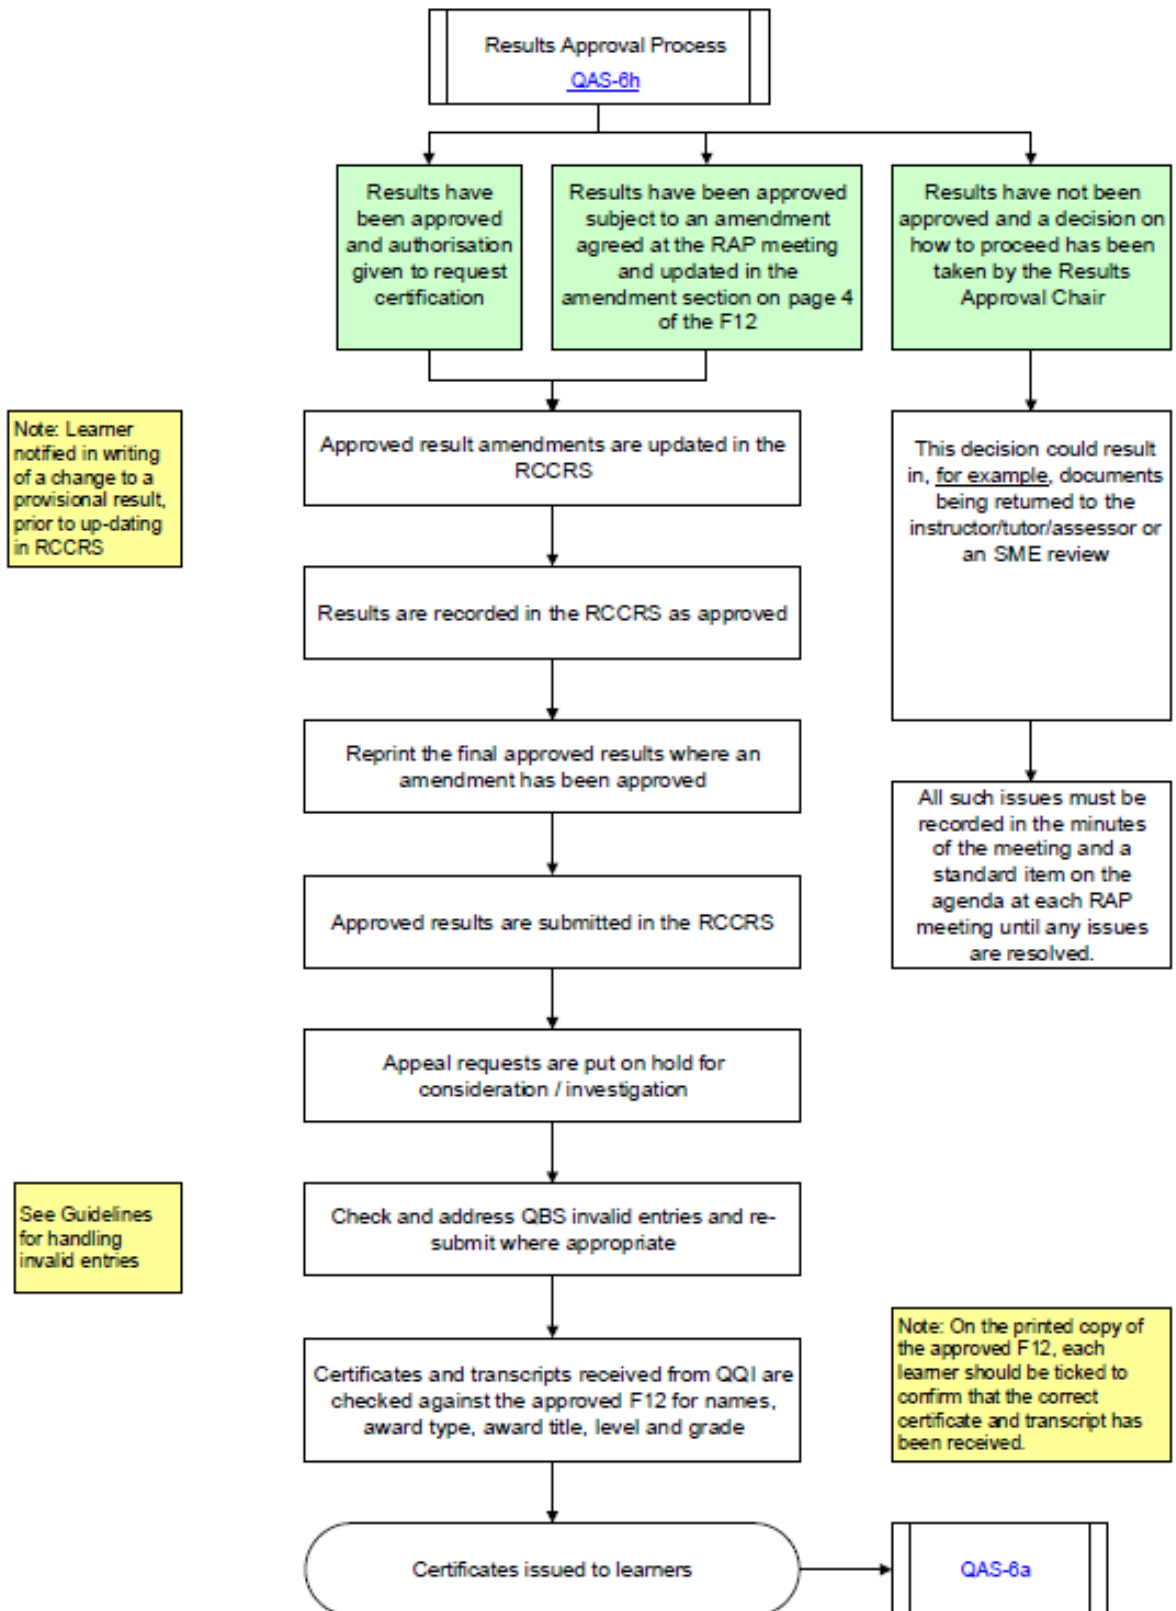 Results Approval Process
QAS-6h
Results have
been approved
and authorisation
given to request
certification
Results have been approved
subject to an amendment
agreed at the RAP meeting
and updated in the
amendment section on page 4
of the F12
Results have not been
approved and a decision on
how to proceed has been
taken by the Results
Approval Chair
Note: Learner
notified in writing
of a change to a
provisional result,
prior to up-dating
in RCCRS
Approved result amendments are updated in the
RCCRS
This decision could result
in, for example, documents
being returned to the
instructor/tutor/assessor or
an SME review
Results are recorded in the RCCRS as approved
Reprint the final approved results where an
amendment has been approved
All such issues must be
recorded in the minutes
of the meeting and a
standard item on the
agenda at each RAP
meeting until any issues
are resolved.
Approved results are submitted in the RCCRS
Appeal requests are put on hold for
consideration / investigation
See Guidelines
for handling
invalid entries
Check and address QBS invalid entries and re-
submit where appropriate
Certificates and transcripts received from QQI are
checked against the approved F12 for names,
award type, award title, level and grade
Note: On the printed copy of
the approved F12, each
learner should be ticked to
confirm that the correct
certificate and transcript has
been received.
Certificates issued to learners
QAS-6a